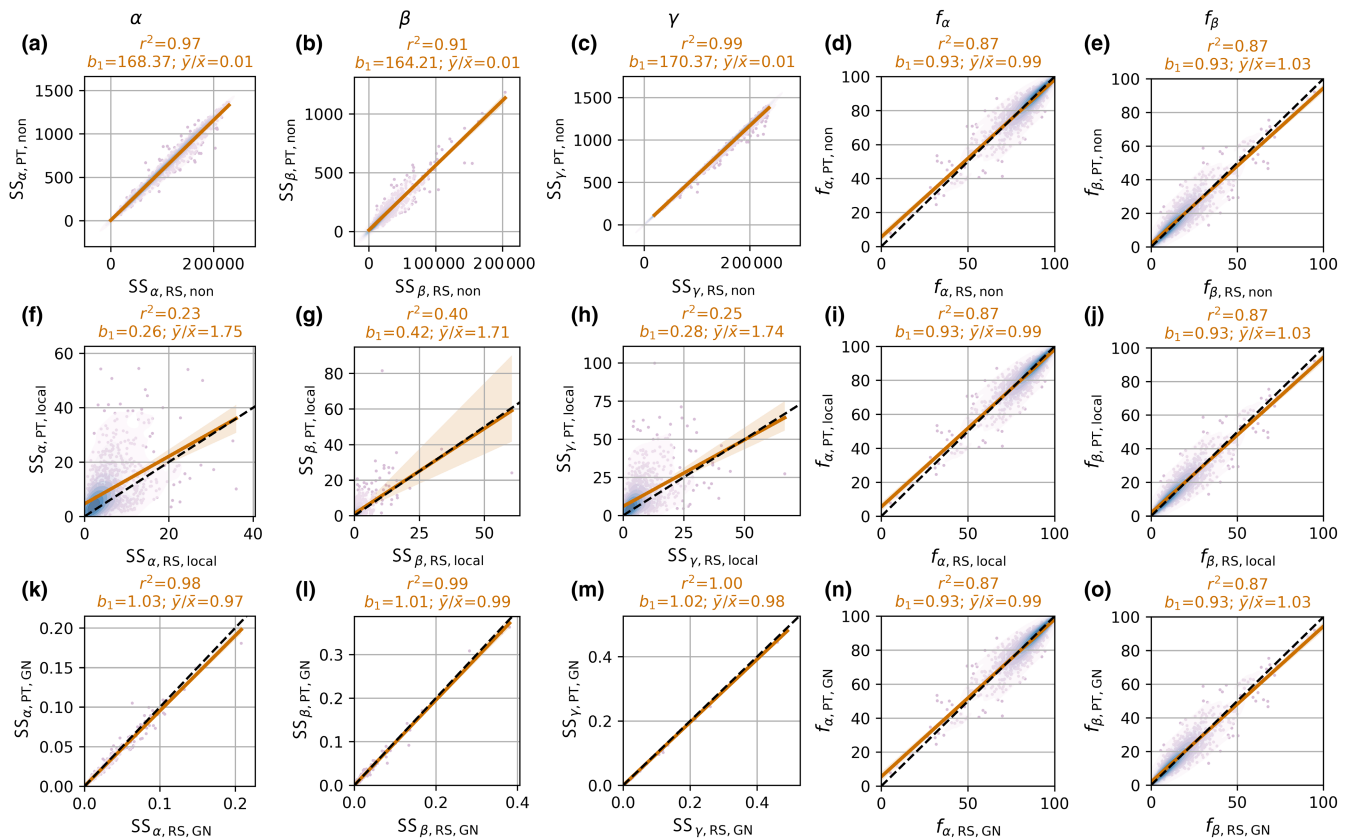 α β γ f_α f_β
(a) r²=0.97
b₁=168.37; ȳ/x̄=0.01
1500
1000
500
0
0 200000
SS_α, PT, non
SS_α, RS, non
(b) r²=0.91
b₁=164.21; ȳ/x̄=0.01
1000
500
0
0 100000 200000
SS_β, PT, non
SS_β, RS, non
(c) r²=0.99
b₁=170.37; ȳ/x̄=0.01
1500
1000
500
0
0 200000
SS_γ, PT, non
SS_γ, RS, non
(d) r²=0.87
b₁=0.93; ȳ/x̄=0.99
100
80
60
40
20
0
0 50 100
f_α, PT, non
f_α, RS, non
(e) r²=0.87
b₁=0.93; ȳ/x̄=1.03
100
80
60
40
20
0
0 50 100
f_β, PT, non
f_β, RS, non
(f) r²=0.23
b₁=0.26; ȳ/x̄=1.75
60
40
20
0
0 20 40
SS_α, PT, local
SS_α, RS, local
(g) r²=0.40
b₁=0.42; ȳ/x̄=1.71
80
60
40
20
0
0 25 50
SS_β, PT, local
SS_β, RS, local
(h) r²=0.25
b₁=0.28; ȳ/x̄=1.74
100
75
50
25
0
0 25 50
SS_γ, PT, local
SS_γ, RS, local
(i) r²=0.87
b₁=0.93; ȳ/x̄=0.99
100
80
60
40
20
0
0 50 100
f_α, PT, local
f_α, RS, local
(j) r²=0.87
b₁=0.93; ȳ/x̄=1.03
100
80
60
40
20
0
0 50 100
f_β, PT, local
f_β, RS, local
(k) r²=0.98
b₁=1.03; ȳ/x̄=0.97
0.20
0.15
0.10
0.05
0.00
0.0 0.1 0.2
SS_α, PT, GN
SS_α, RS, GN
(l) r²=0.99
b₁=1.01; ȳ/x̄=0.99
0.3
0.2
0.1
0.0
0.0 0.2 0.4
SS_β, PT, GN
SS_β, RS, GN
(m) r²=1.00
b₁=1.02; ȳ/x̄=0.98
0.4
0.2
0.0
0.0 0.2 0.4
SS_γ, PT, GN
SS_γ, RS, GN
(n) r²=0.87
b₁=0.93; ȳ/x̄=0.99
100
80
60
40
20
0
0 50 100
f_α, PT, GN
f_α, RS, GN
(o) r²=0.87
b₁=0.93; ȳ/x̄=1.03
100
80
60
40
20
0
0 50 100
f_β, PT, GN
f_β, RS, GN